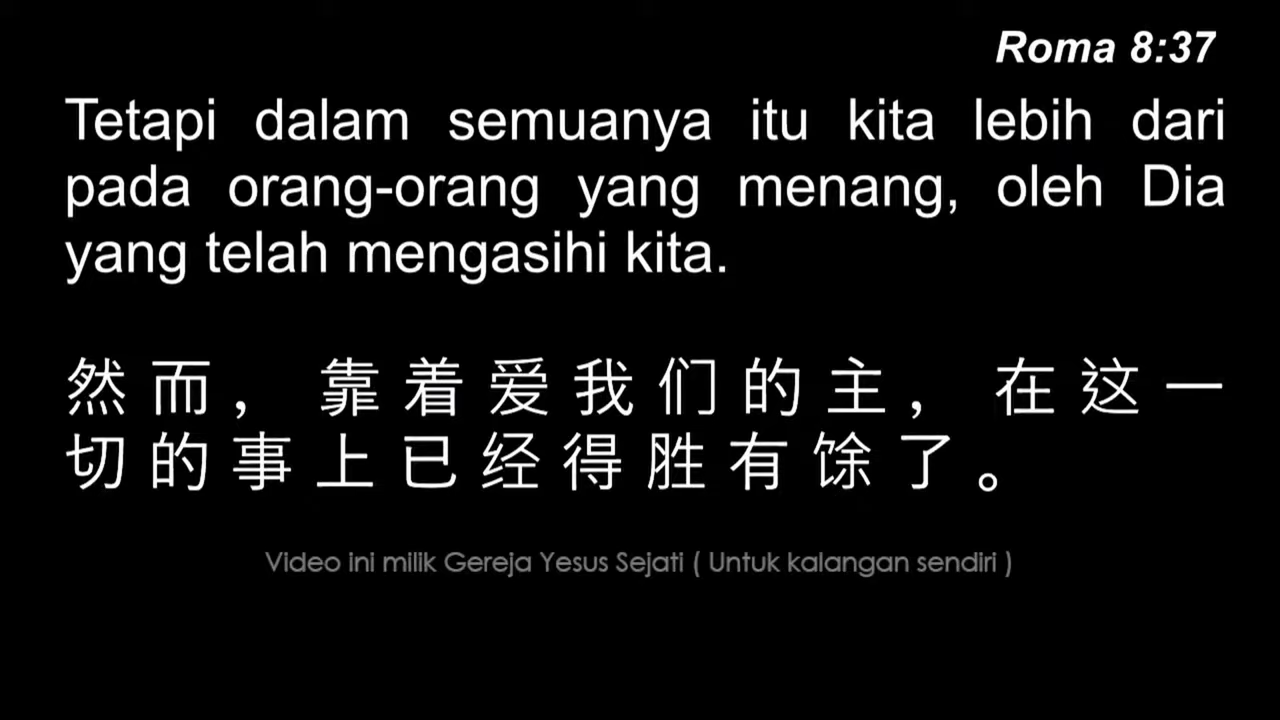 Roma 8:37
Tetapi dalam semuanya itu kita lebih dari
pada orang-orang yang menang, oleh Dia
yang telah mengasihi kita.
然而，靠着爱我们的主，在这一
切的事上已经得胜有馀了。
Video ini milik Gereja Yesus Sejati ( Untuk kalangan sendiri )